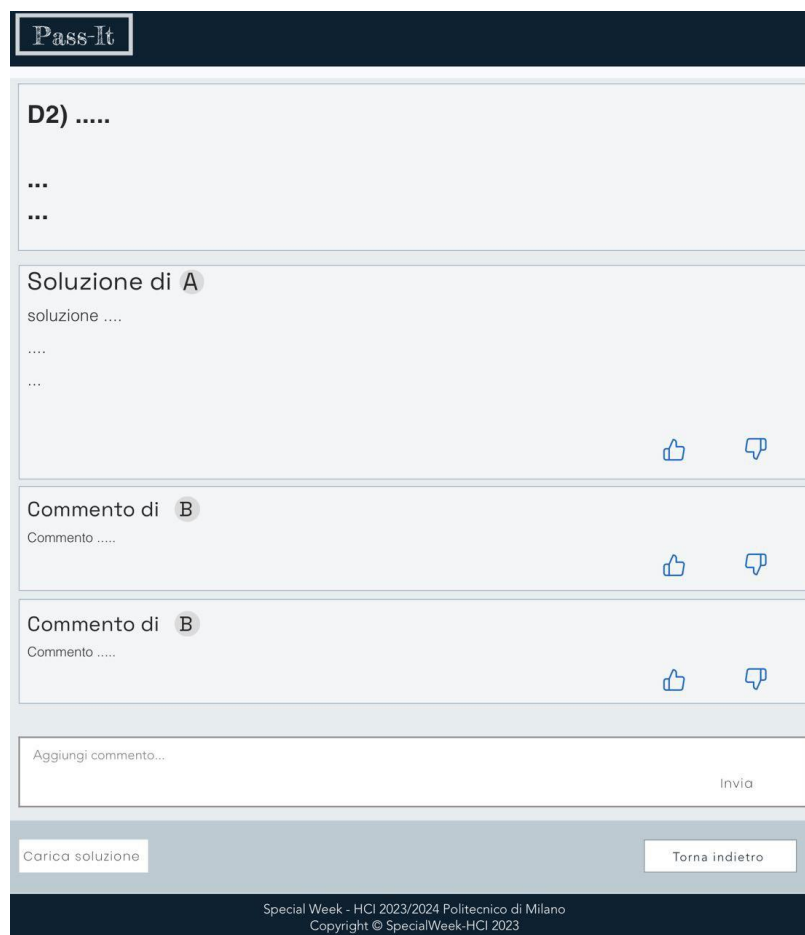 Pass-It
D2) .....
...
...
Soluzione di A
soluzione ....
....
...
Commento di B
Commento .....
Commento di B
Commento .....
Aggiungi commento...
Invia
Carica soluzione
Torna indietro
Special Week - HCI 2023/2024 Politecnico di Milano
Copyright © SpecialWeek-HCI 2023